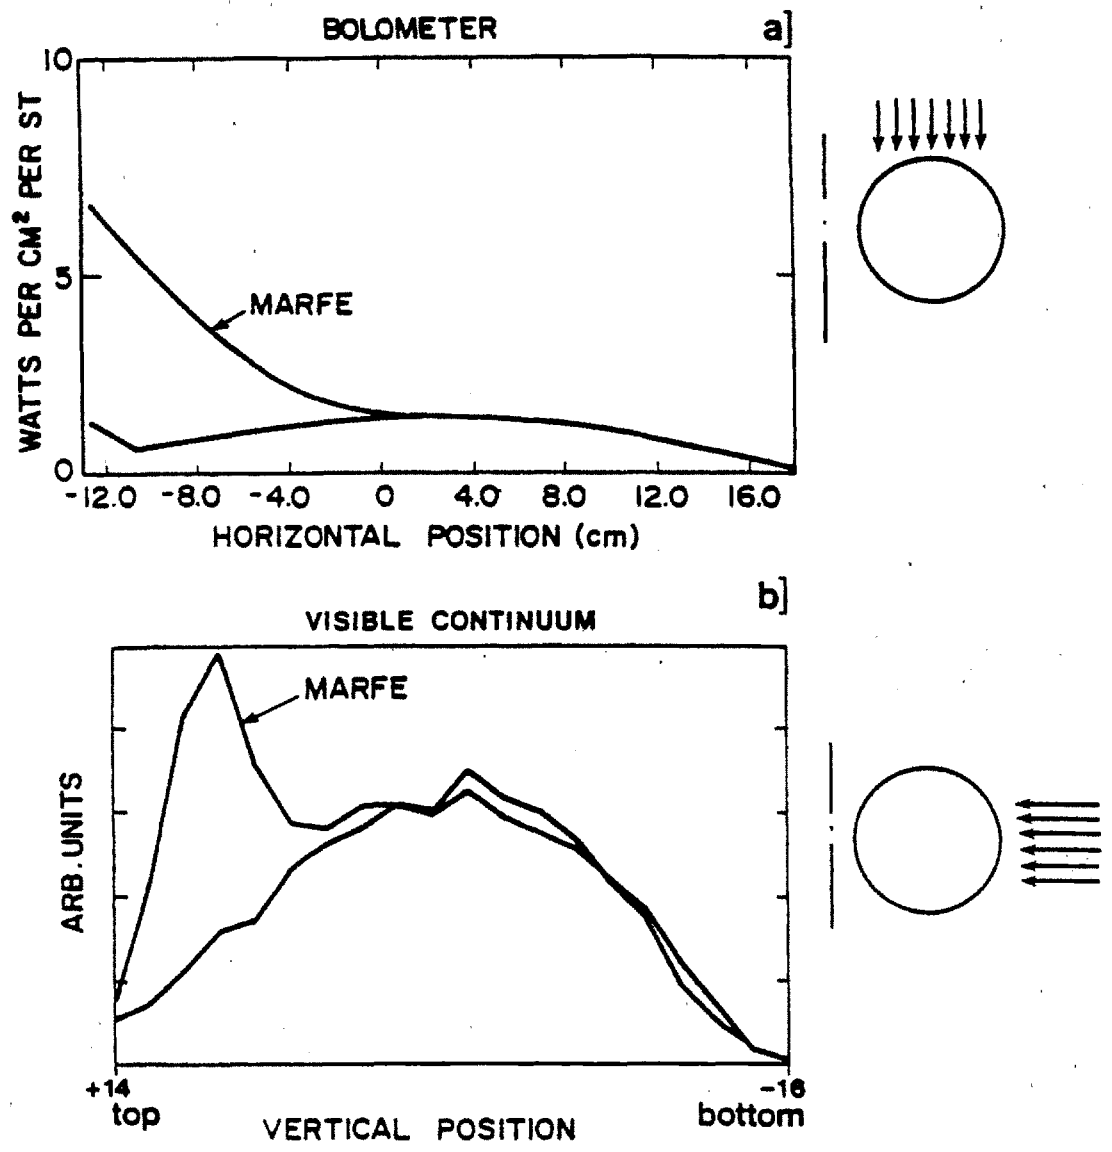 BOLOMETER
a]
10
5
0
WATTS PER CM² PER ST
MARFE
-12.0 -8.0 -4.0 0 4.0 8.0 12.0 16.0
HORIZONTAL POSITION (cm)
b]
VISIBLE CONTINUUM
MARFE
ARB. UNITS
+14 -16
top bottom
VERTICAL POSITION